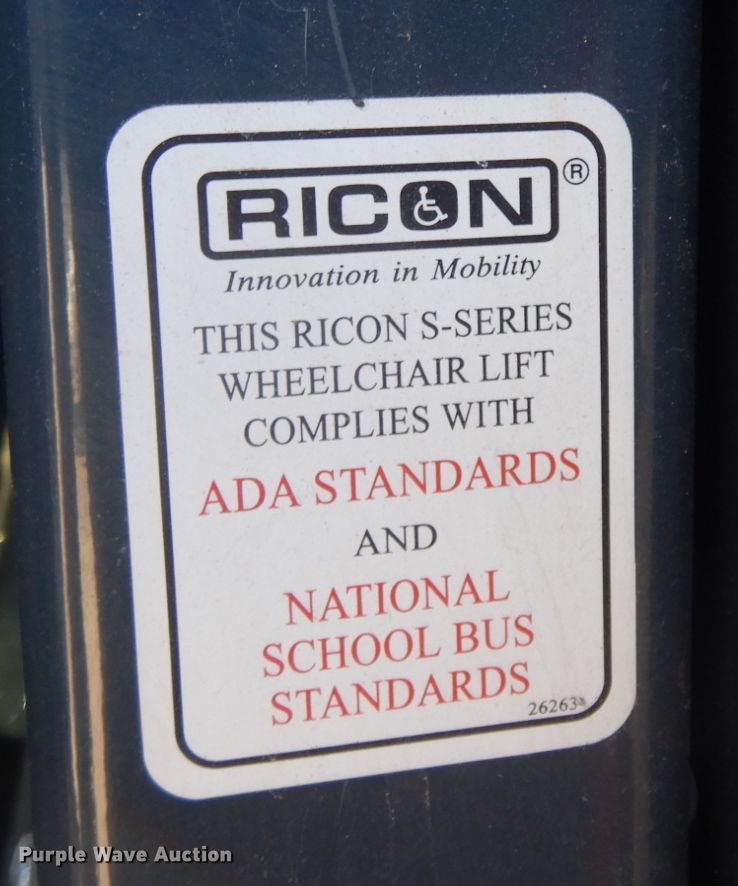 RICON ®
Innovation in Mobility
THIS RICON S-SERIES
WHEELCHAIR LIFT
COMPLIES WITH
ADA STANDARDS
AND
NATIONAL
SCHOOL BUS
STANDARDS
26263
Purple Wave Auction